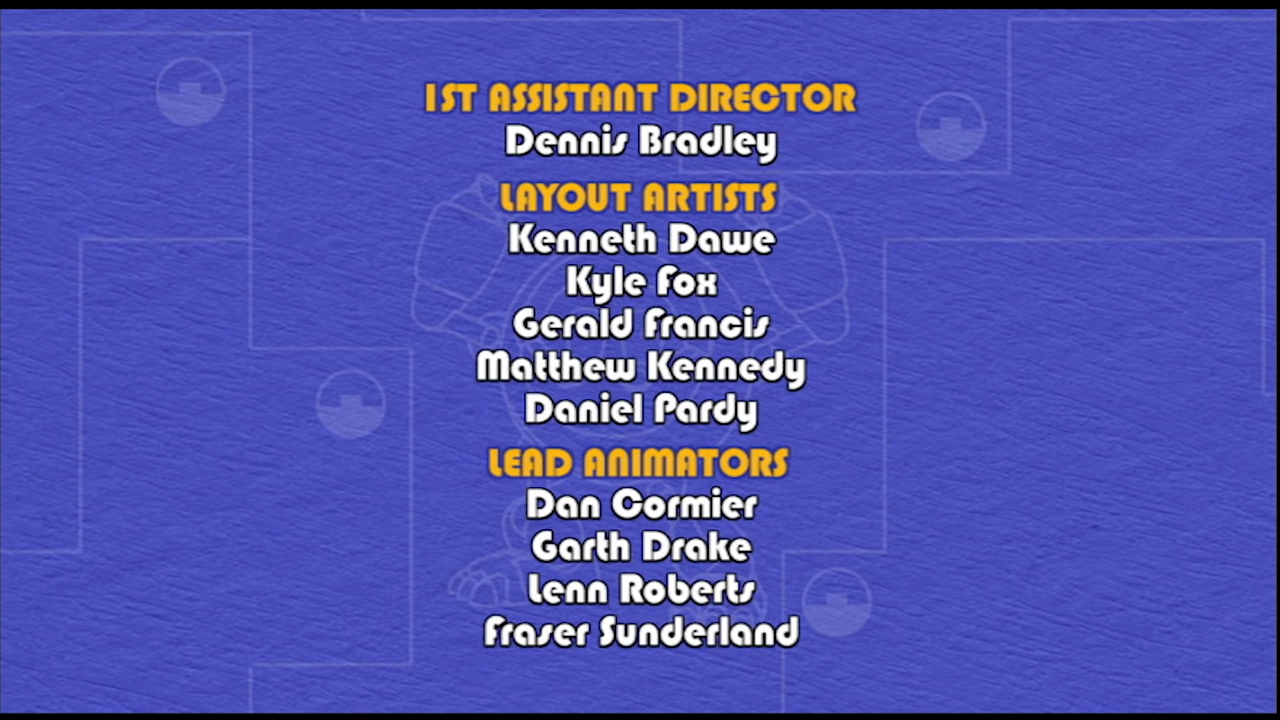 1ST ASSISTANT DIRECTOR
Dennis Bradley
LAYOUT ARTISTS
Kenneth Dawe
Kyle Fox
Gerald Francis
Matthew Kennedy
Daniel Pardy
LEAD ANIMATORS
Dan Cormier
Garth Drake
Lenn Roberts
Fraser Sunderland